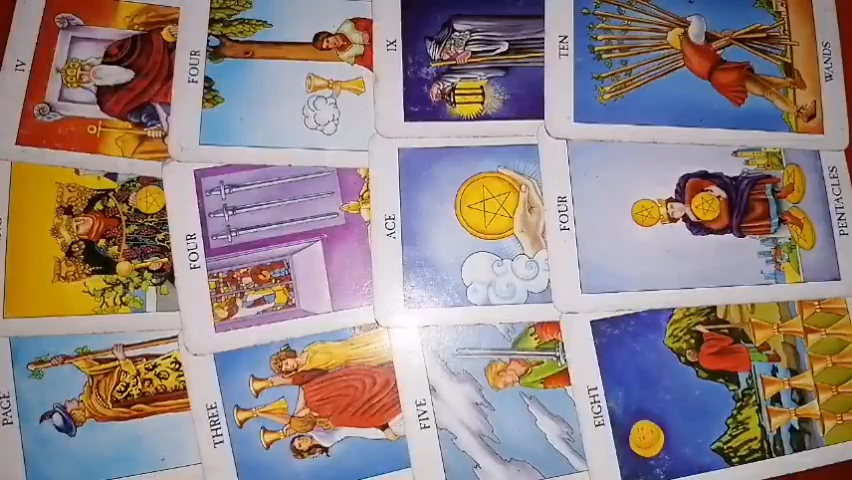 IV
FOUR
IX
TEN
WANDS
FOUR
ACE
FOUR
PENTACLES
PAGE
THREE
FIVE
EIGHT